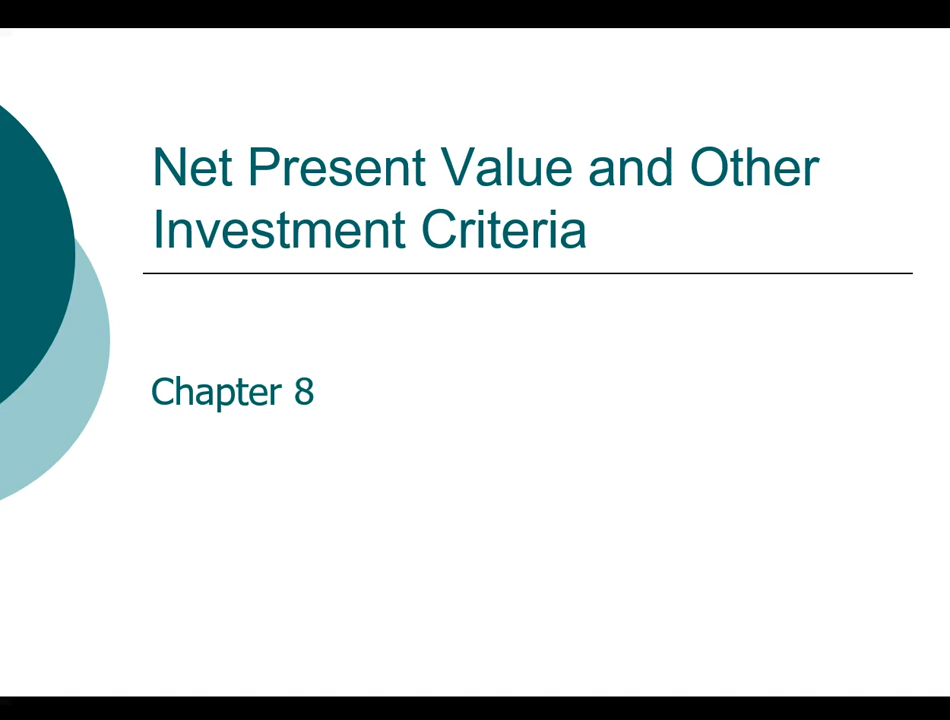 Net Present Value and Other
Investment Criteria
Chapter 8